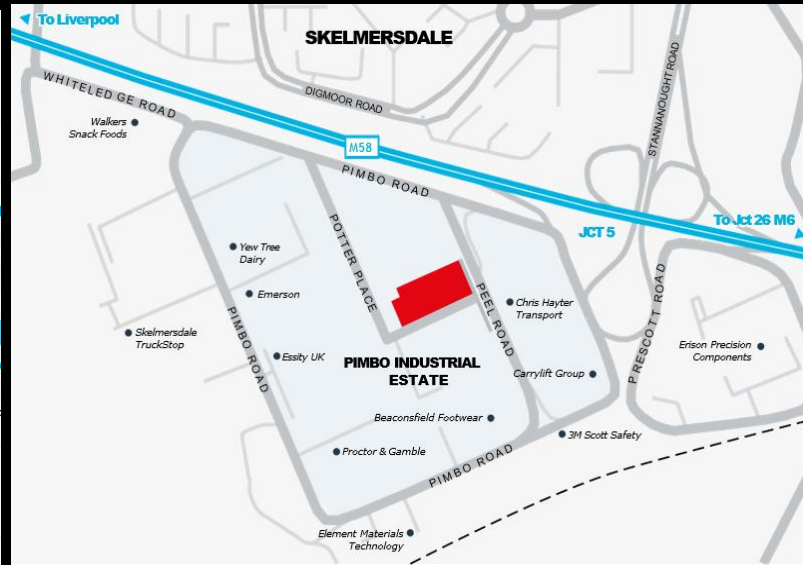 To Liverpool
SKELMERSDALE
WHITELEDGE ROAD
DIGMOOR ROAD
STANNANOUGHT ROAD
Walkers
Snack Foods
M58
PIMBO ROAD
To Jct 26 M6
JCT 5
POTTER PLACE
Yew Tree
Dairy
Emerson
PEEL ROAD
Chris Hayter
Transport
PRESCOTT ROAD
Skelmersdale
TruckStop
PIMBO ROAD
Essity UK
PIMBO INDUSTRIAL
ESTATE
Erison Precision
Components
Carrylift Group
Beaconsfield Footwear
3M Scott Safety
Proctor & Gamble
PIMBO ROAD
Element Materials
Technology